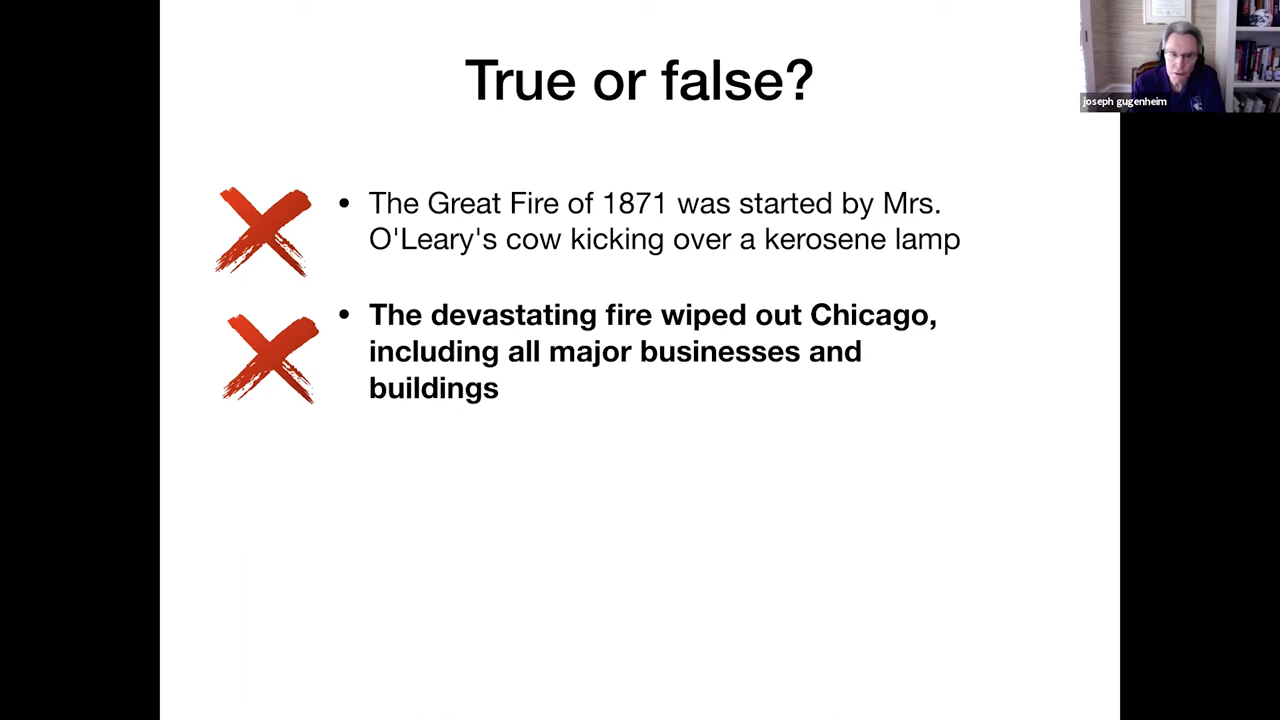 True or false?
joseph gugenheim
• The Great Fire of 1871 was started by Mrs.
O'Leary's cow kicking over a kerosene lamp
• The devastating fire wiped out Chicago,
including all major businesses and
buildings